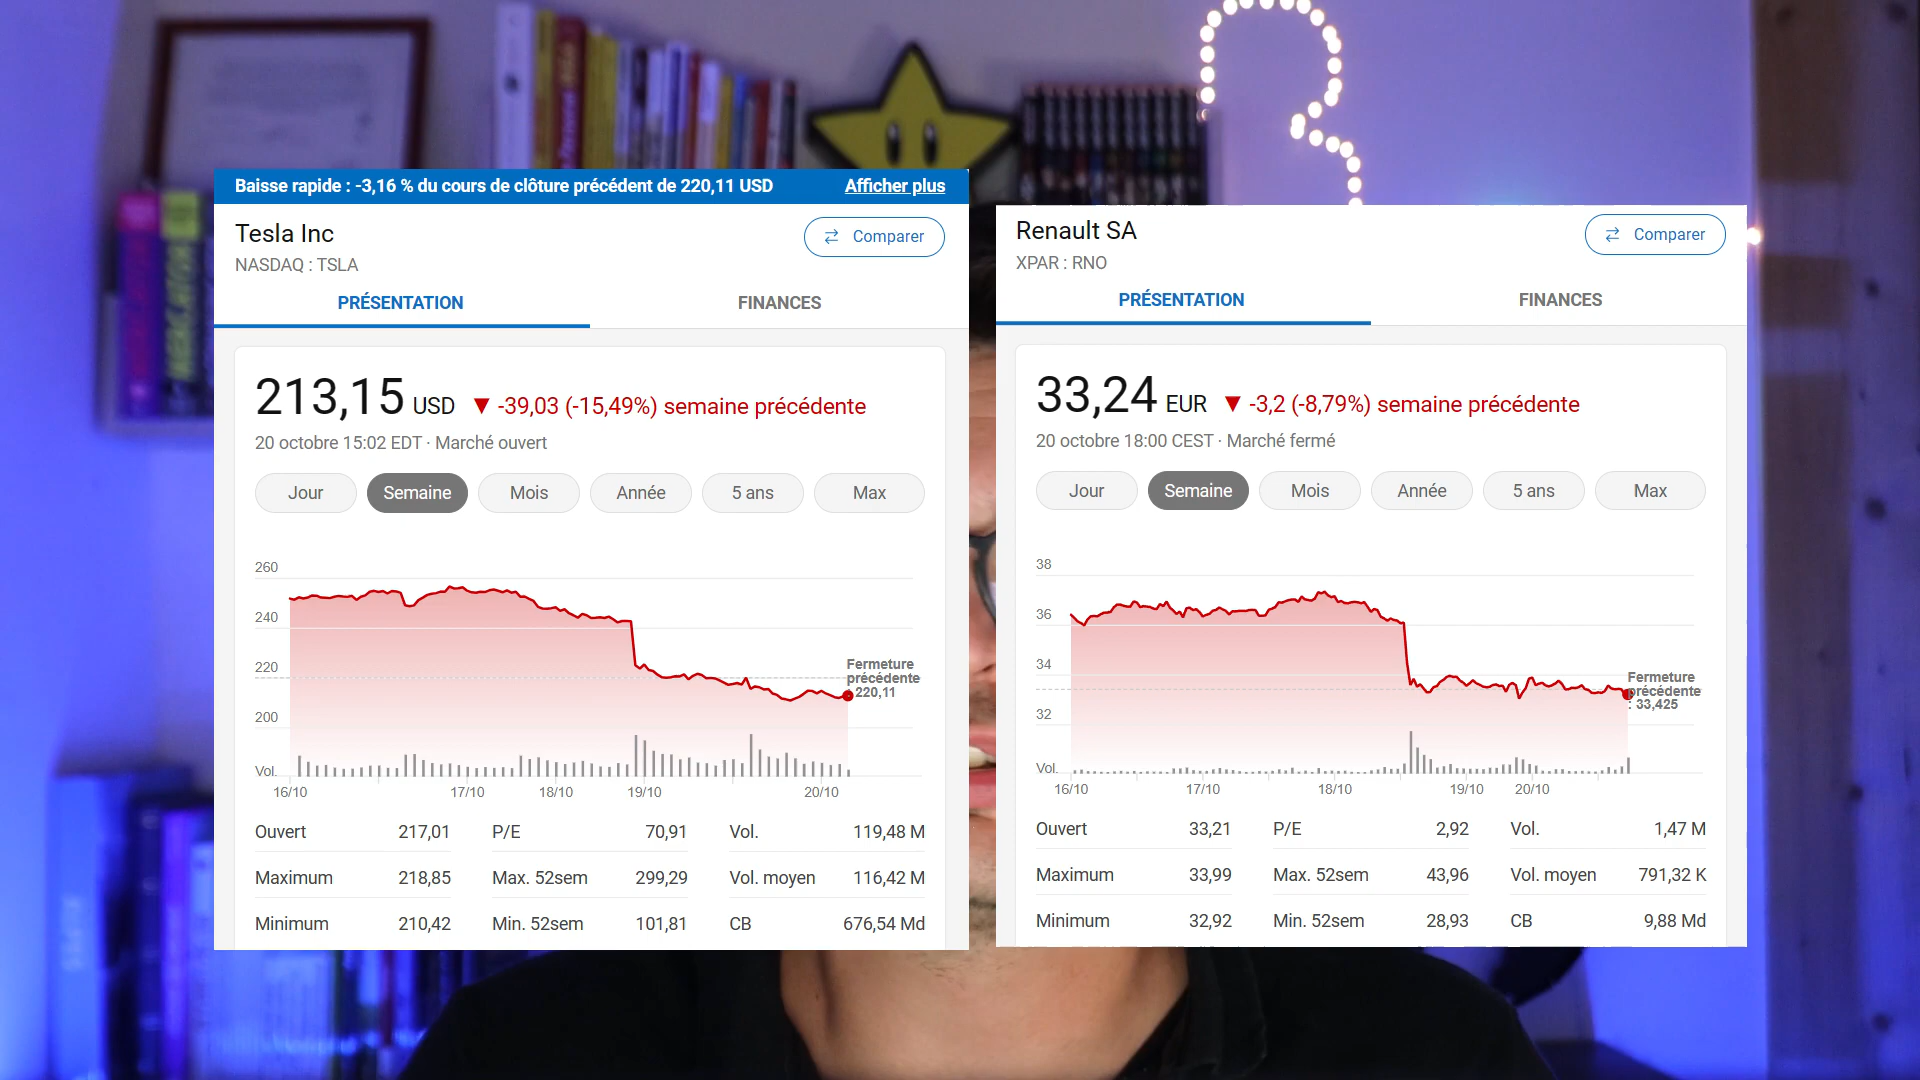 Baisse rapide : -3,16 % du cours de clôture précédent de 220,11 USD Afficher plus
Tesla Inc
Comparer
NASDAQ : TSLA
PRÉSENTATION FINANCES
213,15 USD ▼ -39,03 (-15,49%) semaine précédente
20 octobre 15:02 EDT · Marché ouvert
Jour Semaine Mois Année 5 ans Max
260
240
220
200
Vol.
Fermeture
précédente
220,11
16/10 17/10 18/10 19/10 20/10
Ouvert 217,01 P/E 70,91 Vol. 119,48 M
Maximum 218,85 Max. 52sem 299,29 Vol. moyen 116,42 M
Minimum 210,42 Min. 52sem 101,81 CB 676,54 Md
Renault SA
Comparer
XPAR : RNO
PRÉSENTATION FINANCES
33,24 EUR ▼ -3,2 (-8,79%) semaine précédente
20 octobre 18:00 CEST · Marché fermé
Jour Semaine Mois Année 5 ans Max
38
36
34
32
Vol.
Fermeture
précédente
: 33,425
16/10 17/10 18/10 19/10 20/10
Ouvert 33,21 P/E 2,92 Vol. 1,47 M
Maximum 33,99 Max. 52sem 43,96 Vol. moyen 791,32 K
Minimum 32,92 Min. 52sem 28,93 CB 9,88 Md